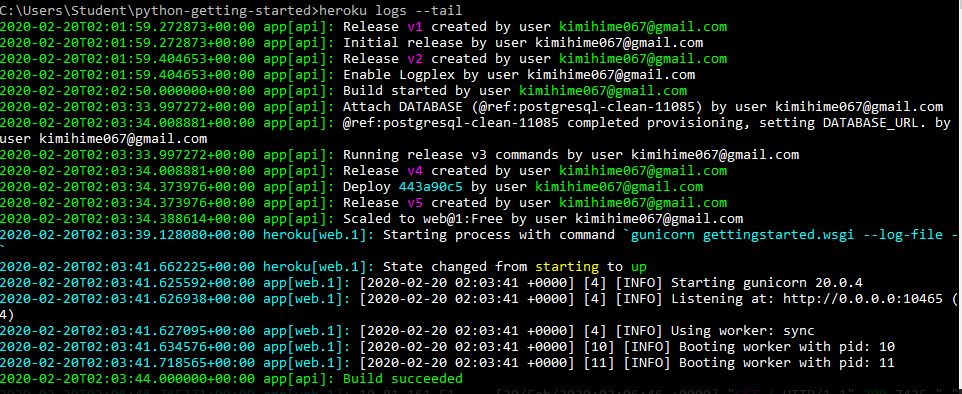 C:\Users\Student\python-getting-started>heroku logs --tail
2020-02-20T02:01:59.272873+00:00 app[api]: Release v1 created by user kimihime067@gmail.com
2020-02-20T02:01:59.272873+00:00 app[api]: Initial release by user kimihime067@gmail.com
2020-02-20T02:01:59.404653+00:00 app[api]: Release v2 created by user kimihime067@gmail.com
2020-02-20T02:01:59.404653+00:00 app[api]: Enable Logplex by user kimihime067@gmail.com
2020-02-20T02:02:50.000000+00:00 app[api]: Build started by user kimihime067@gmail.com
2020-02-20T02:03:33.997272+00:00 app[api]: Attach DATABASE (@ref:postgresql-clean-11085) by user kimihime067@gmail.com
2020-02-20T02:03:34.008881+00:00 app[api]: @ref:postgresql-clean-11085 completed provisioning, setting DATABASE_URL. by
user kimihime067@gmail.com
2020-02-20T02:03:33.997272+00:00 app[api]: Running release v3 commands by user kimihime067@gmail.com
2020-02-20T02:03:34.008881+00:00 app[api]: Release v4 created by user kimihime067@gmail.com
2020-02-20T02:03:34.373976+00:00 app[api]: Deploy 443a90c5 by user kimihime067@gmail.com
2020-02-20T02:03:34.373976+00:00 app[api]: Release v5 created by user kimihime067@gmail.com
2020-02-20T02:03:34.388614+00:00 app[api]: Scaled to web@1:Free by user kimihime067@gmail.com
2020-02-20T02:03:39.128080+00:00 heroku[web.1]: Starting process with command `gunicorn gettingstarted.wsgi --log-file -
`
2020-02-20T02:03:41.662225+00:00 heroku[web.1]: State changed from starting to up
2020-02-20T02:03:41.625592+00:00 app[web.1]: [2020-02-20 02:03:41 +0000] [4] [INFO] Starting gunicorn 20.0.4
2020-02-20T02:03:41.626938+00:00 app[web.1]: [2020-02-20 02:03:41 +0000] [4] [INFO] Listening at: http://0.0.0.0:10465 (
4)
2020-02-20T02:03:41.627095+00:00 app[web.1]: [2020-02-20 02:03:41 +0000] [4] [INFO] Using worker: sync
2020-02-20T02:03:41.634576+00:00 app[web.1]: [2020-02-20 02:03:41 +0000] [10] [INFO] Booting worker with pid: 10
2020-02-20T02:03:41.718565+00:00 app[web.1]: [2020-02-20 02:03:41 +0000] [11] [INFO] Booting worker with pid: 11
2020-02-20T02:03:44.000000+00:00 app[api]: Build succeeded